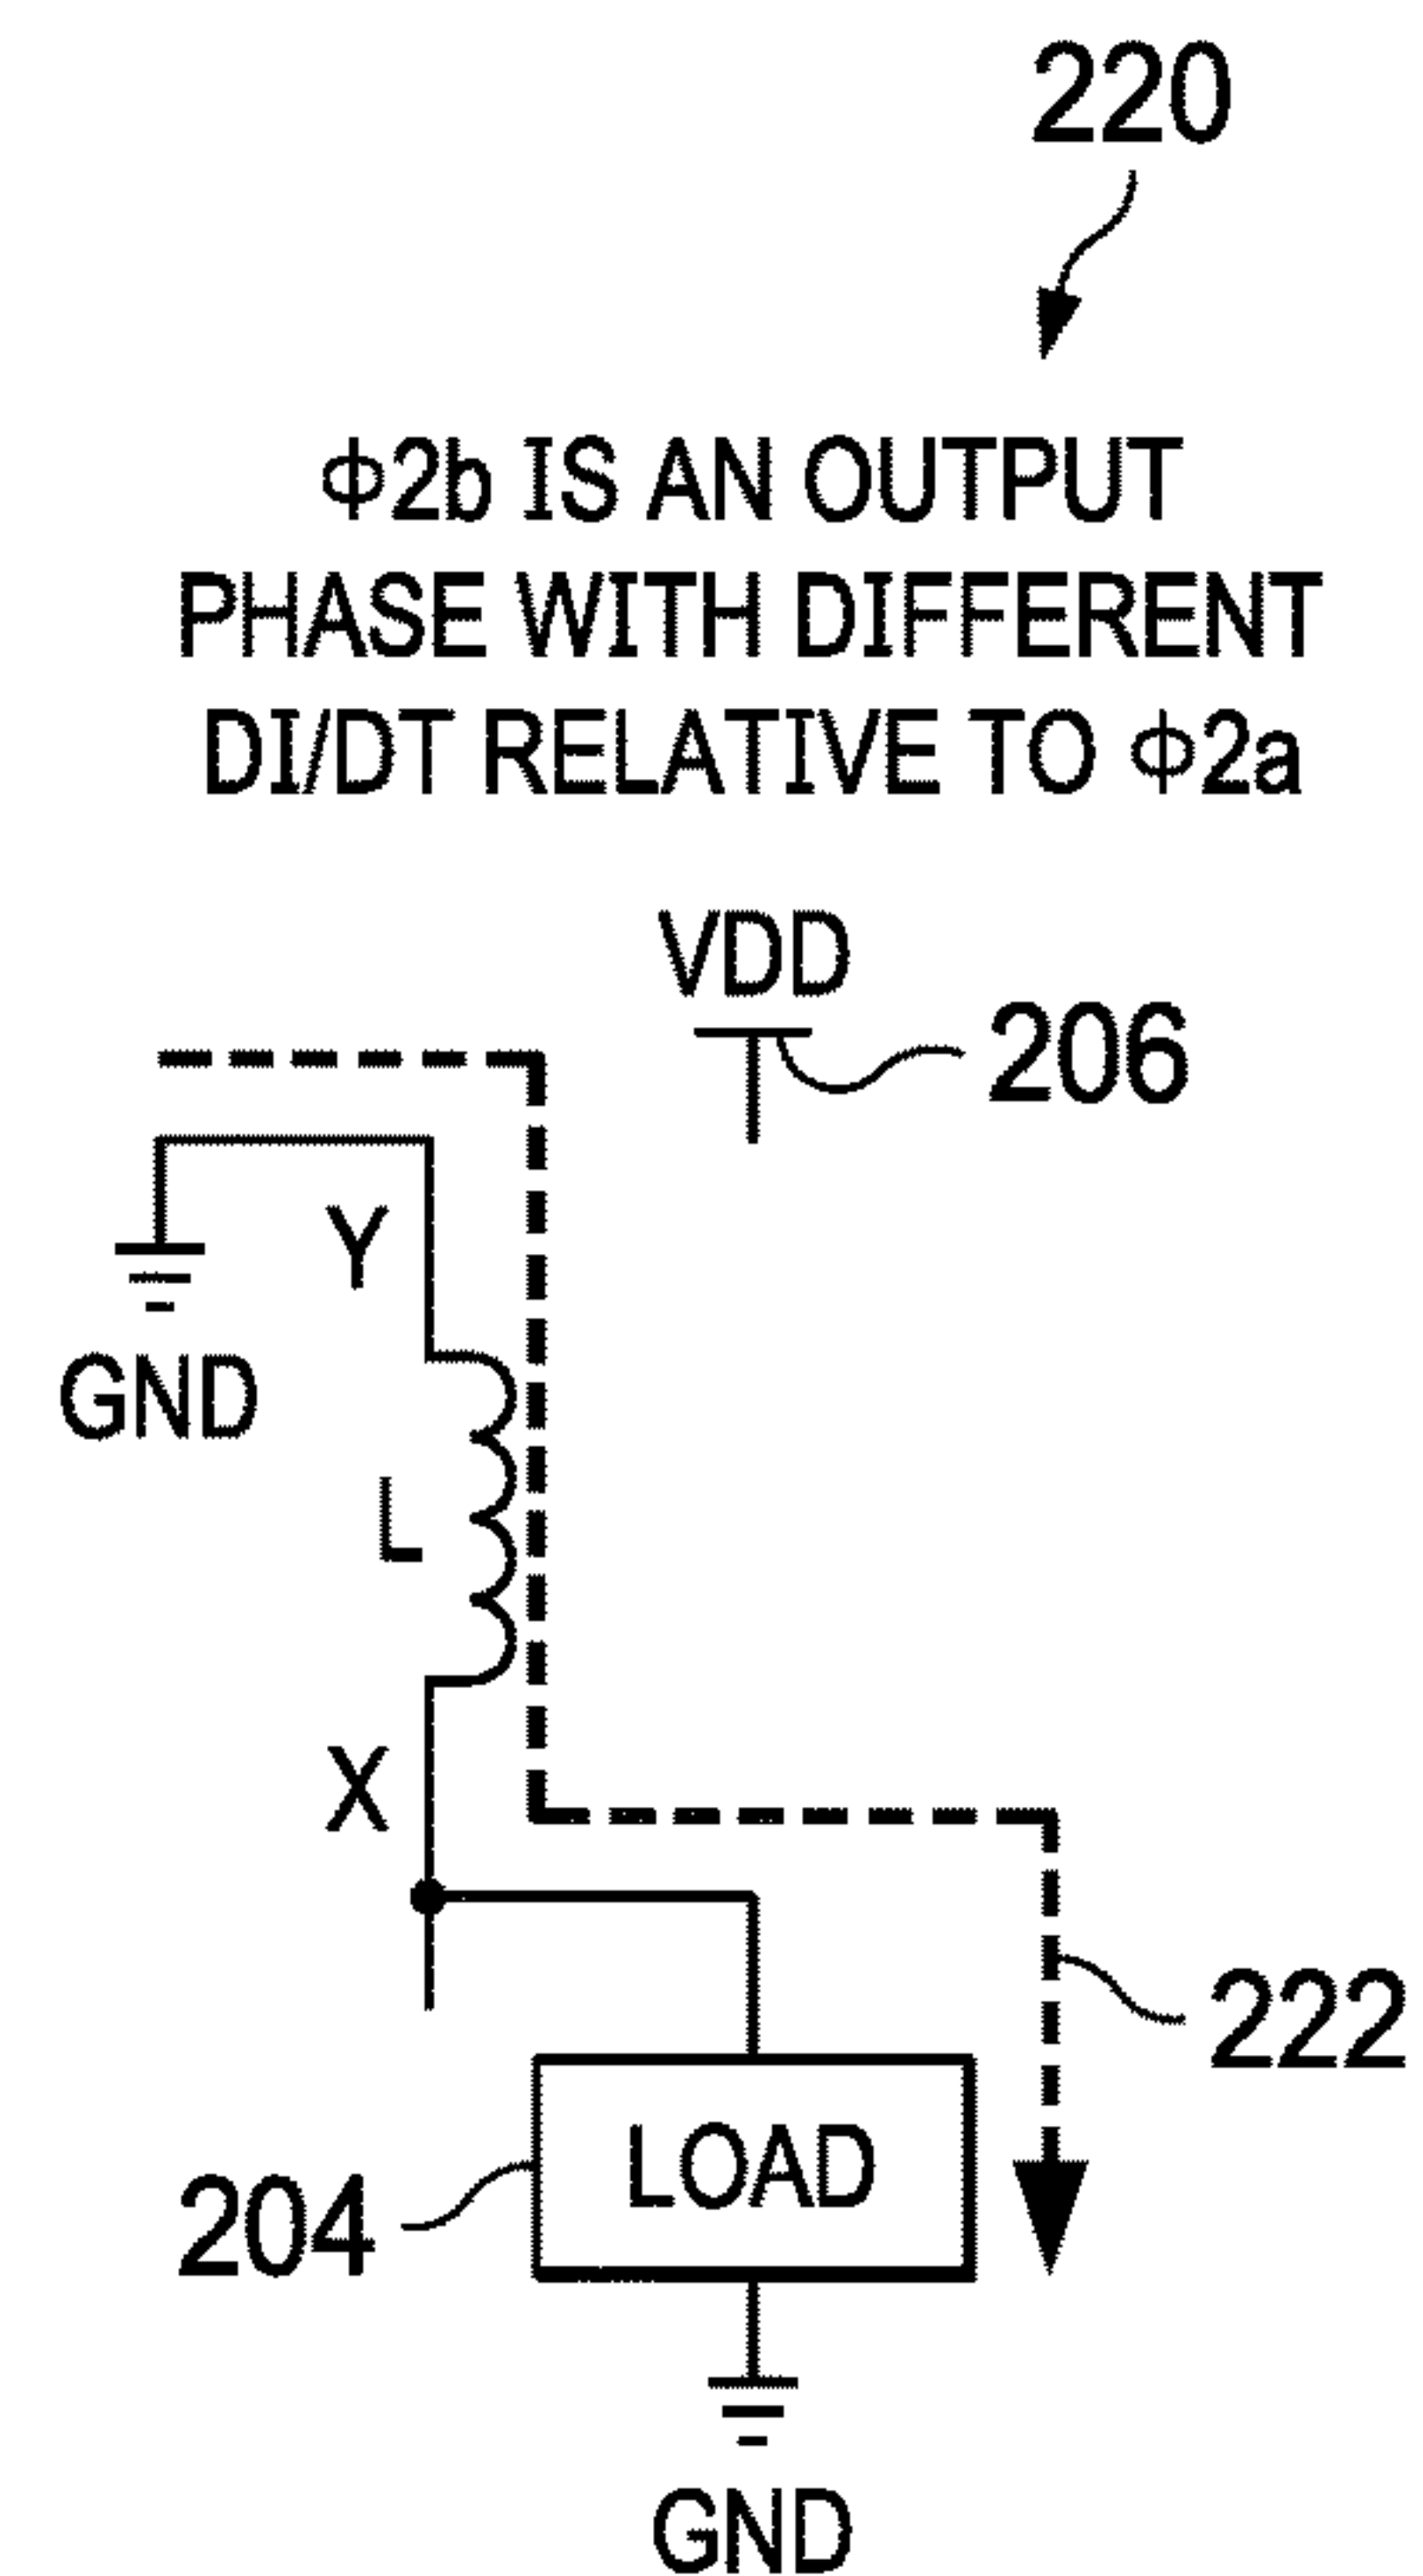 220
ϕ2b IS AN OUTPUT
PHASE WITH DIFFERENT
DI/DT RELATIVE TO ϕ2a
VDD
206
Y
GND
L
X
222
LOAD
204
GND